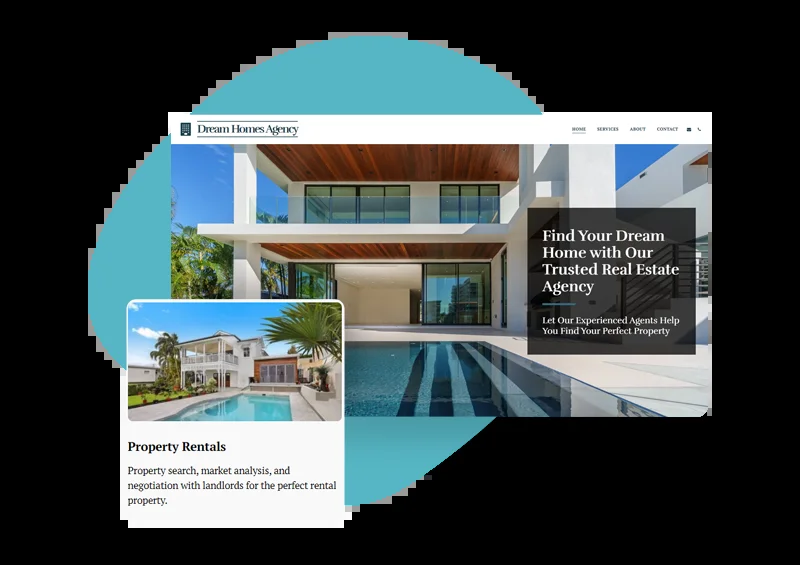 Dream Homes Agency
HOME SERVICES ABOUT CONTACT
Find Your Dream
Home with Our
Trusted Real Estate
Agency
Let Our Experienced Agents Help
You Find Your Perfect Property
Property Rentals
Property search, market analysis, and
negotiation with landlords for the perfect rental
property.